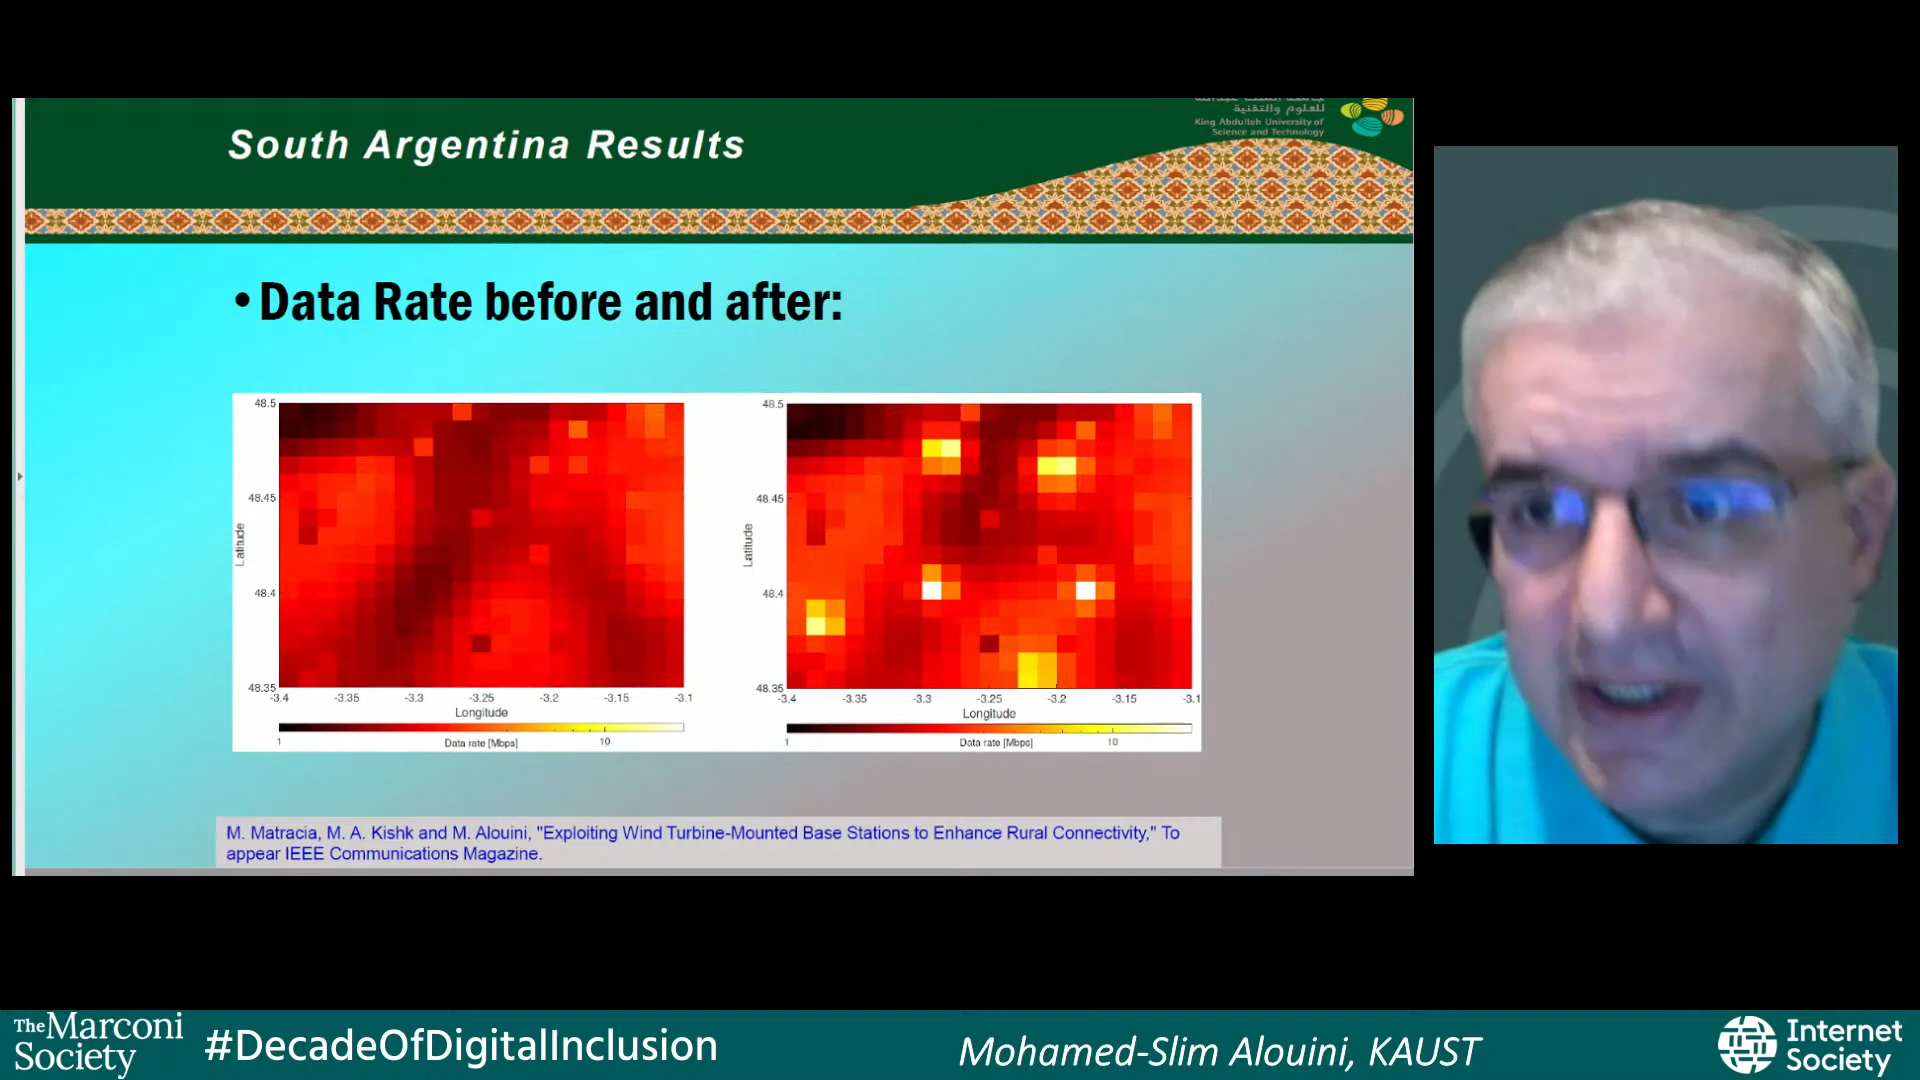 للعلوم والتقنية
King Abdullah University of
Science and Technology
South Argentina Results
•Data Rate before and after:
48.5
48.45
48.4
48.35
Latitude
-3.4 -3.35 -3.3 -3.25 -3.2 -3.15 -3.1
Longitude
1 10
Data rate [Mbps]
48.5
48.45
48.4
48.35
Latitude
-3.4 -3.35 -3.3 -3.25 -3.2 -3.15 -3.1
Longitude
1 10
Data rate [Mbps]
M. Matracia, M. A. Kishk and M. Alouini, "Exploiting Wind Turbine-Mounted Base Stations to Enhance Rural Connectivity," To
appear IEEE Communications Magazine.
The Marconi
Society
#DecadeOfDigitalInclusion
Mohamed-Slim Alouini, KAUST
Internet
Society